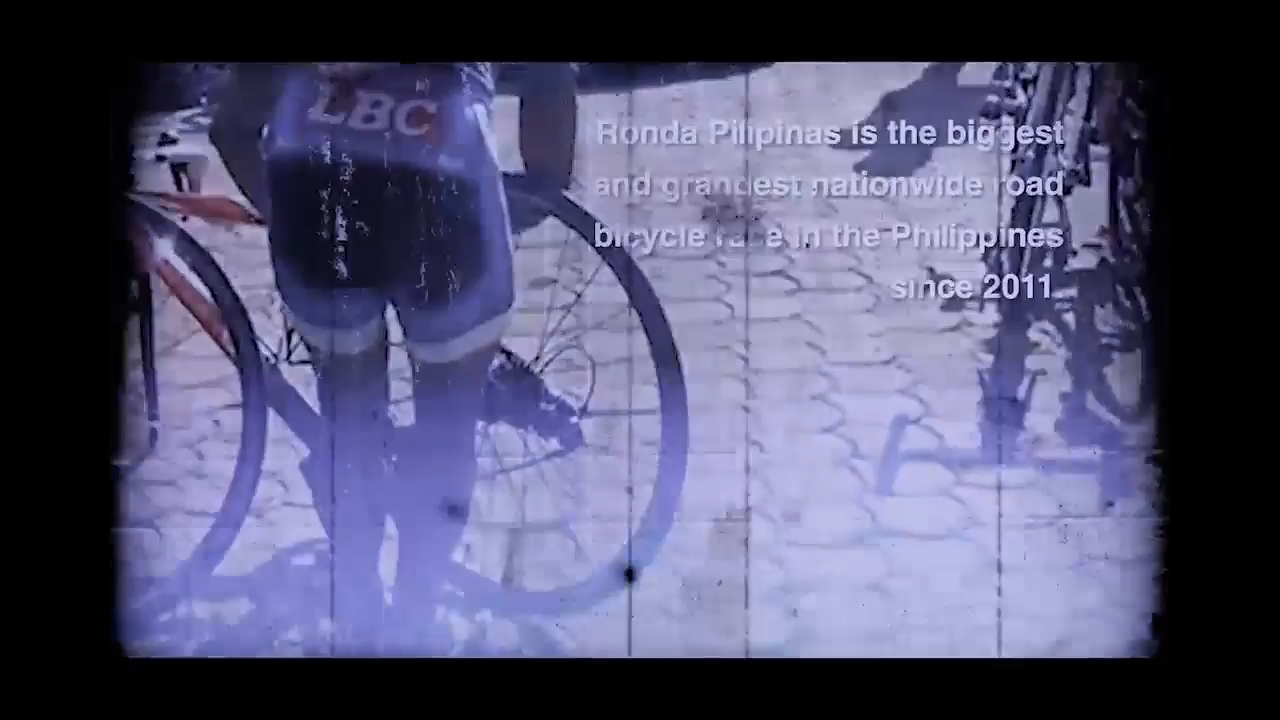 LBC
Ronda Pilipinas is the biggest
and grandest nationwide road
bicycle race in the Philippines
since 2011